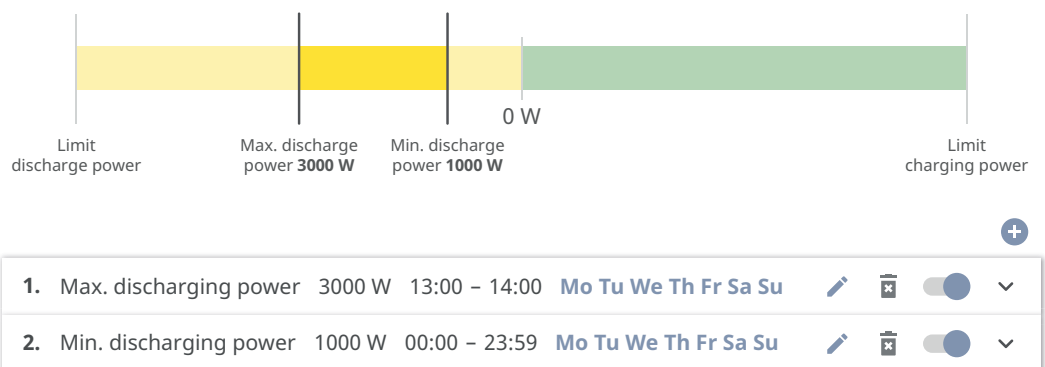 0 W
Limit
discharge power
Max. discharge
power 3000 W
Min. discharge
power 1000 W
Limit
charging power
1. Max. discharging power 3000 W 13:00 – 14:00 Mo Tu We Th Fr Sa Su
2. Min. discharging power 1000 W 00:00 – 23:59 Mo Tu We Th Fr Sa Su